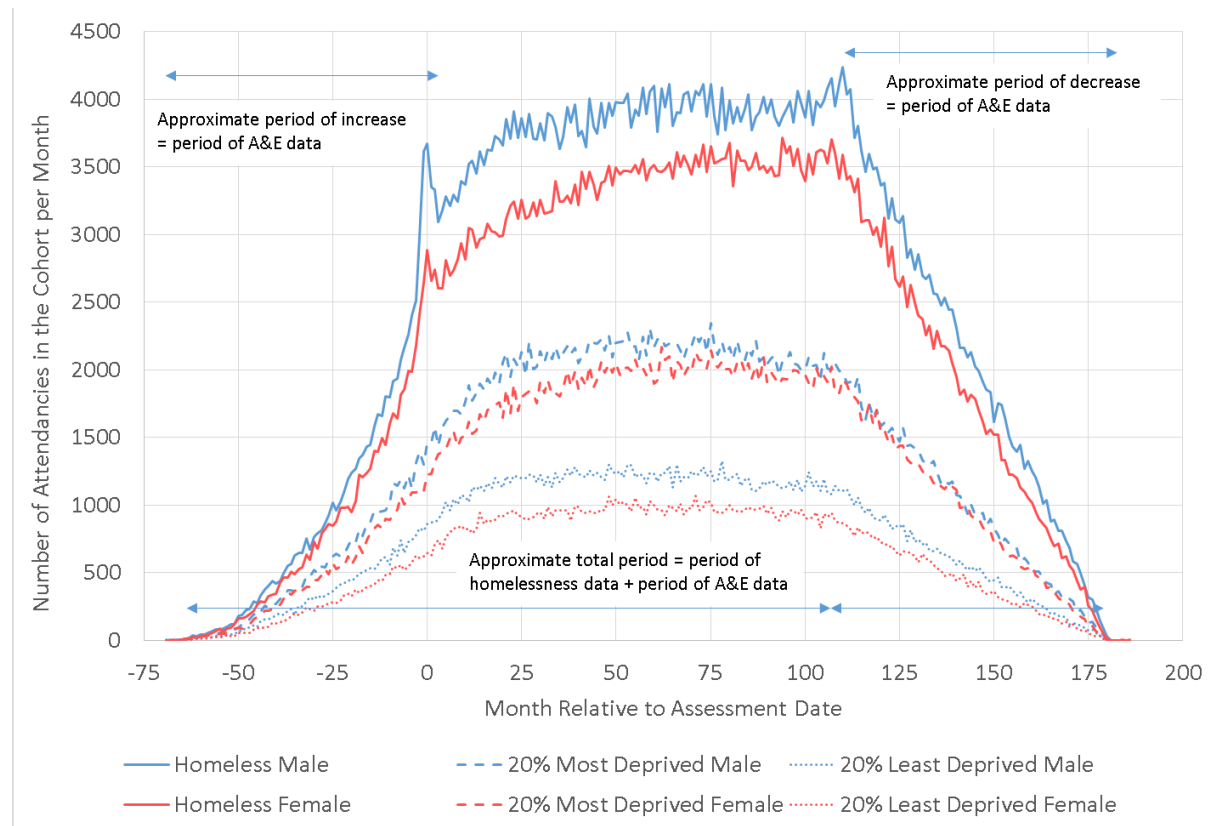 4500
4000
3500
3000
2500
2000
1500
1000
500
0
Number of Attendancies in the Cohort per Month
Approximate period of increase
= period of A&E data
Approximate period of decrease
= period of A&E data
Approximate total period = period of
homelessness data + period of A&E data
-75 -50 -25 0 25 50 75 100 125 150 175 200
Month Relative to Assessment Date
Homeless Male 20% Most Deprived Male 20% Least Deprived Male
Homeless Female 20% Most Deprived Female 20% Least Deprived Female